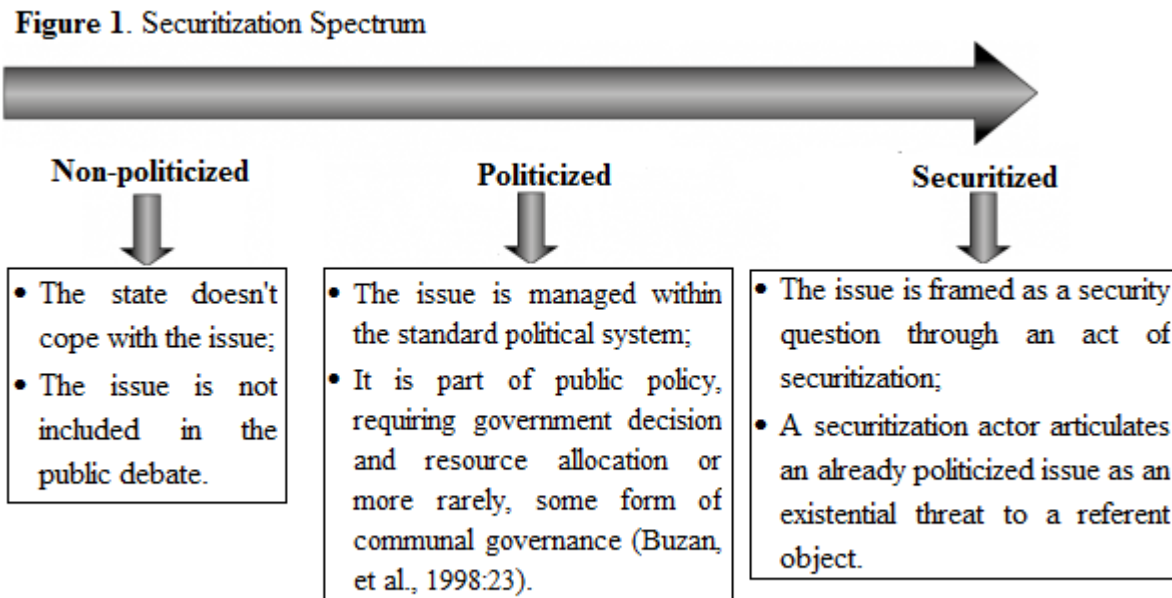 Figure 1. Securitization Spectrum
Non-politicized
• The state doesn't
cope with the issue;
• The issue is not
included in the
public debate.
Politicized
• The issue is managed within
the standard political system;
• It is part of public policy,
requiring government decision
and resource allocation or
more rarely, some form of
communal governance (Buzan,
et al., 1998:23).
Securitized
• The issue is framed as a security
question through an act of
securitization;
• A securitization actor articulates
an already politicized issue as an
existential threat to a referent
object.